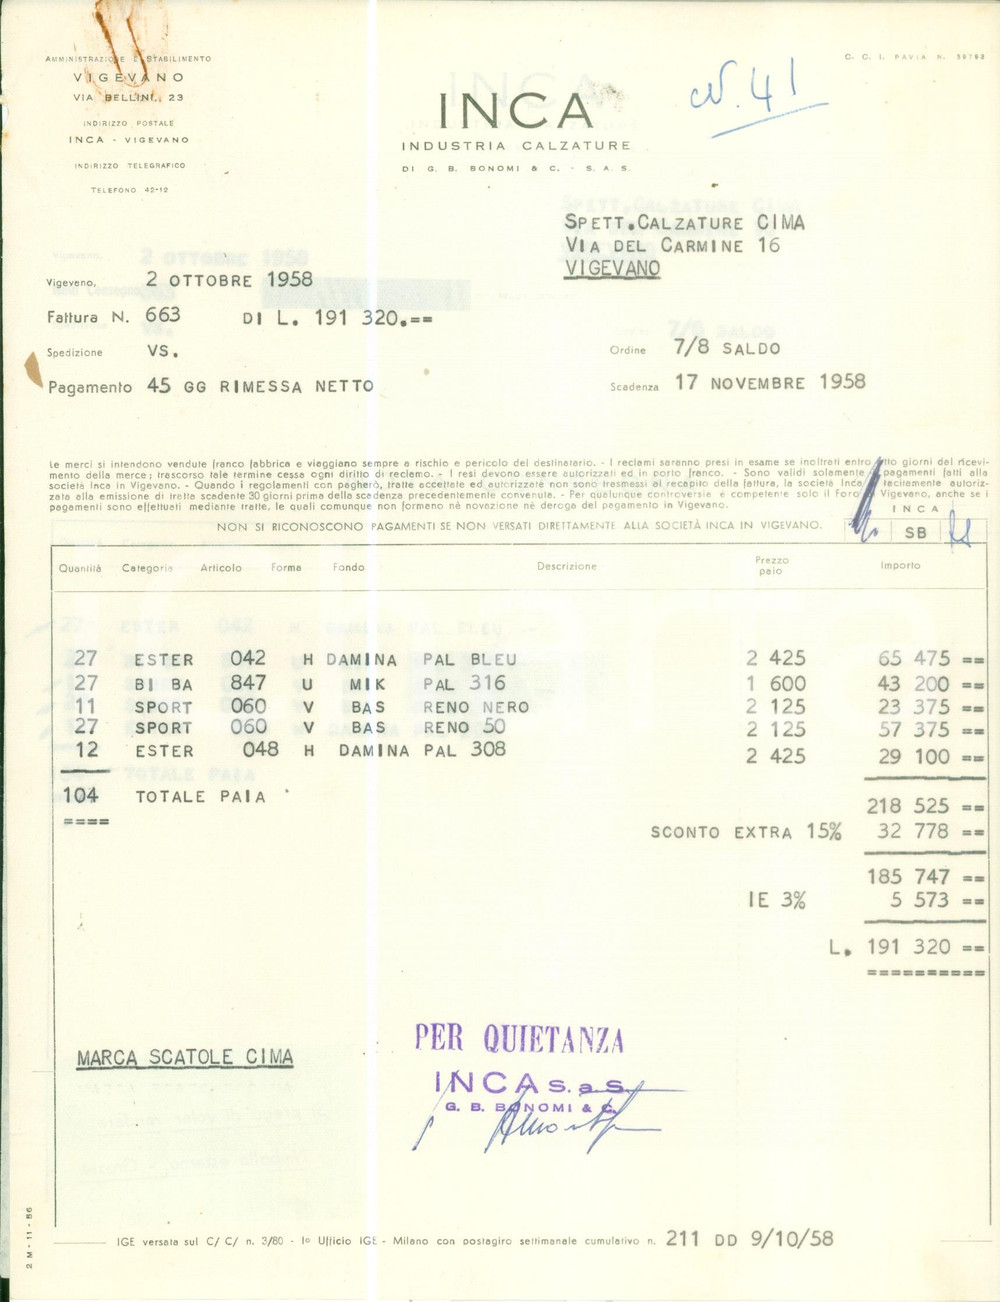 AMMINISTRAZIONE E STABILIMENTO
VIGEVANO
VIA BELLINI, 23
INDIRIZZO POSTALE
INCA - VIGEVANO
INDIRIZZO TELEGRAFICO
TELEFONO 42-12
INCA
INDUSTRIA CALZATURE
DI G. B. BONOMI & C. - S. A. S.
C. C. I. PAVIA N.
N. 41
SPETT. CALZATURE CIMA
VIA DEL CARMINE 16
VIGEVANO
Vigevano, 2 OTTOBRE 1958
Fattura N. 663 DI L. 191 320.==
Spedizione VS.
Ordine 7/8 SALDO
Pagamento 45 GG RIMESSA NETTO
Scadenza 17 NOVEMBRE 1958
Le merci si intendono vendute franco fabbrica e viaggiano sempre a rischio e pericolo del destinatario. - I reclami saranno presi in esame se inoltrati entro otto giorni dal ricevi-
mento della merce; trascorso tale termine cessa ogni diritto di reclamo. - I resi devono essere autorizzati ed in porto franco. - Sono validi solamente i pagamenti fatti alla
società Inca in Vigevano. - Quando i regolamenti con pagherò, tratte accettate ed autorizzate non sono trasmessi al recapito della fattura, la società Inca è tacitamente autoriz-
zata alla emissione di tratta scadente 30 giorni prima della scadenza precedentemente convenuta. - Per qualunque controversia è competente solo il Foro di Vigevano, anche se i
pagamenti sono effettuati mediante tratte, le quali comunque non formano nè novazione nè deroga del pagamento in Vigevano.
INCA
NON SI RICONOSCONO PAGAMENTI SE NON VERSATI DIRETTAMENTE ALLA SOCIETÀ INCA IN VIGEVANO.
SB
Quantità Categoria Articolo Forma Fondo Descrizione Prezzo paio Importo
27 ESTER 042 H DAMINA PAL BLEU 2 425 65 475 ==
27 BIBA 847 U MIK PAL 316 1 600 43 200 ==
11 SPORT 060 V BAS RENO NERO 2 125 23 375 ==
27 SPORT 060 V BAS RENO 50 2 125 57 375 ==
12 ESTER 048 H DAMINA PAL 308 2 425 29 100 ==
104 TOTALE PAIA
====
218 525 ==
SCONTO EXTRA 15% 32 778 ==
185 747 ==
IE 3% 5 573 ==
L. 191 320 ==
==========
PER QUIETANZA
INCA S.a.S.
G. B. BONOMI & C.
MARCA SCATOLE CIMA
IGE versata sul C/ C/ n. 3/80 - Iº Ufficio IGE - Milano con postagiro settimanale cumulativo n. 211 DD 9/10/58
2 M - 11 - 56